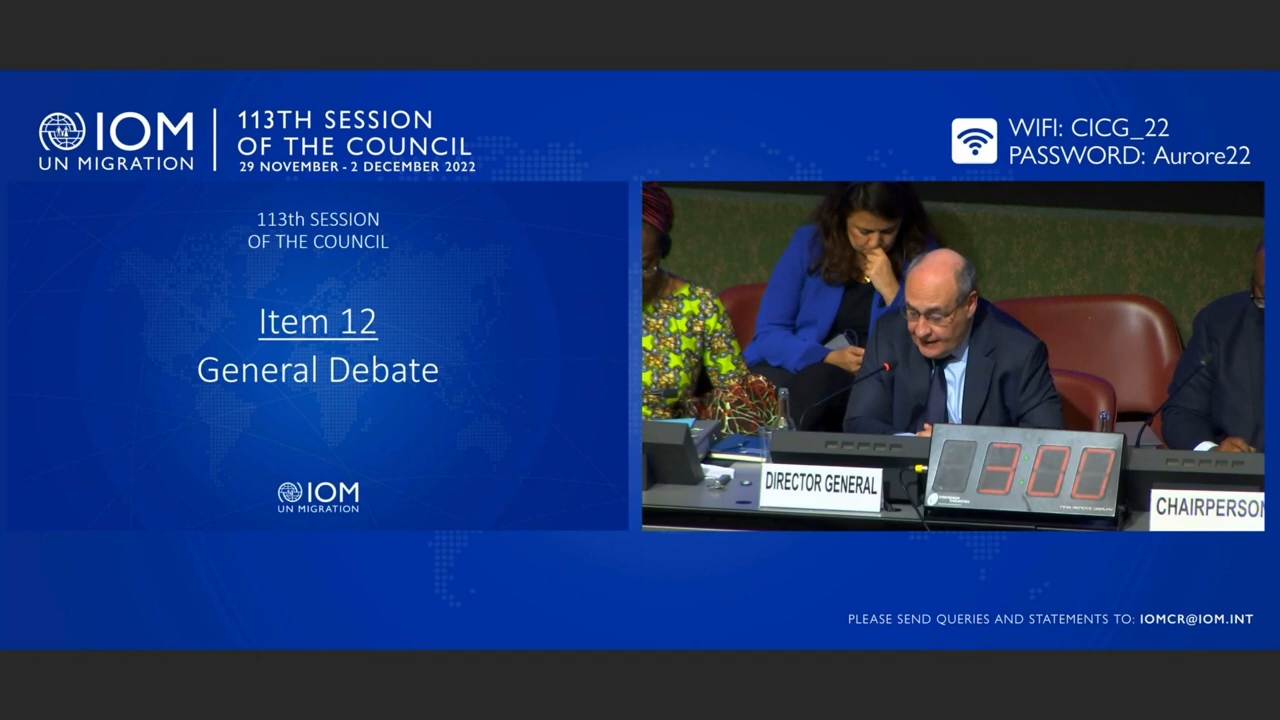 IOM
UN MIGRATION
113TH SESSION
OF THE COUNCIL
29 NOVEMBER - 2 DECEMBER 2022
WIFI: CICG_22
PASSWORD: Aurore22
113th SESSION
OF THE COUNCIL
Item 12
General Debate
IOM
UN MIGRATION
DIRECTOR GENERAL
3:00
CHAIRPERSON
PLEASE SEND QUERIES AND STATEMENTS TO: IOMCR@IOM.INT